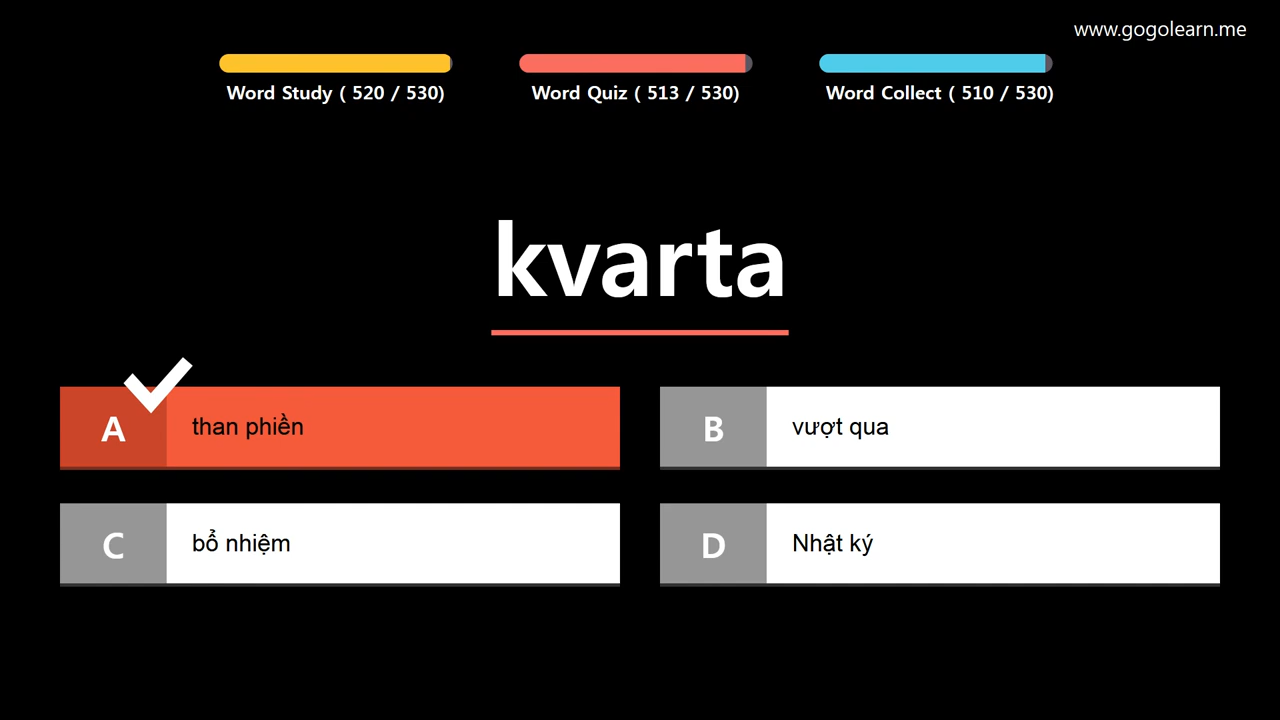 www.gogolearn.me
Word Study ( 520 / 530)
Word Quiz ( 513 / 530)
Word Collect ( 510 / 530)
kvarta
A than phiền
B vượt qua
C bổ nhiệm
D Nhật ký